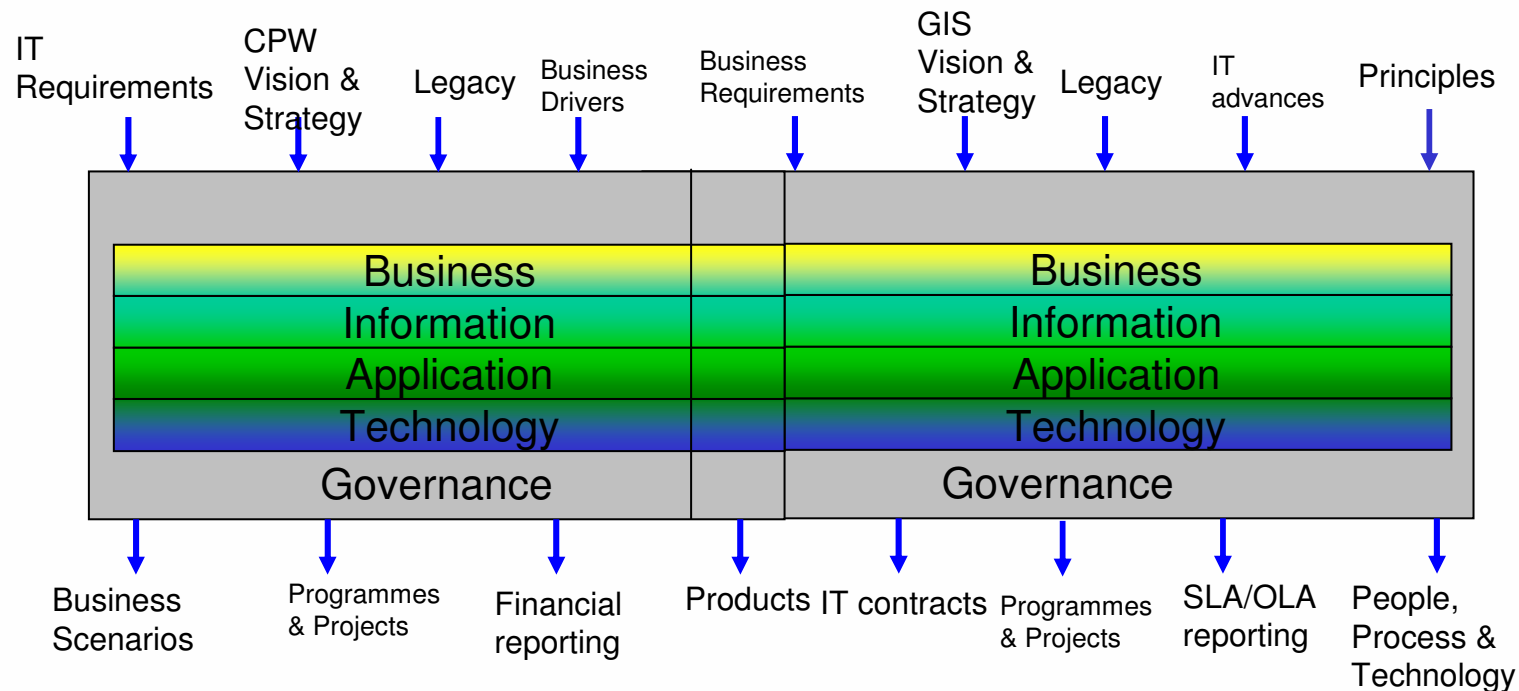 IT
Requirements
CPW
Vision &
Strategy
Legacy
Business
Drivers
Business
Requirements
GIS
Vision &
Strategy
Legacy
IT
advances
Principles
Business
Business
Information
Information
Application
Application
Technology
Technology
Governance
Governance
Business
Scenarios
Programmes
& Projects
Financial
reporting
Products
IT contracts
Programmes
& Projects
SLA/OLA
reporting
People,
Process &
Technology